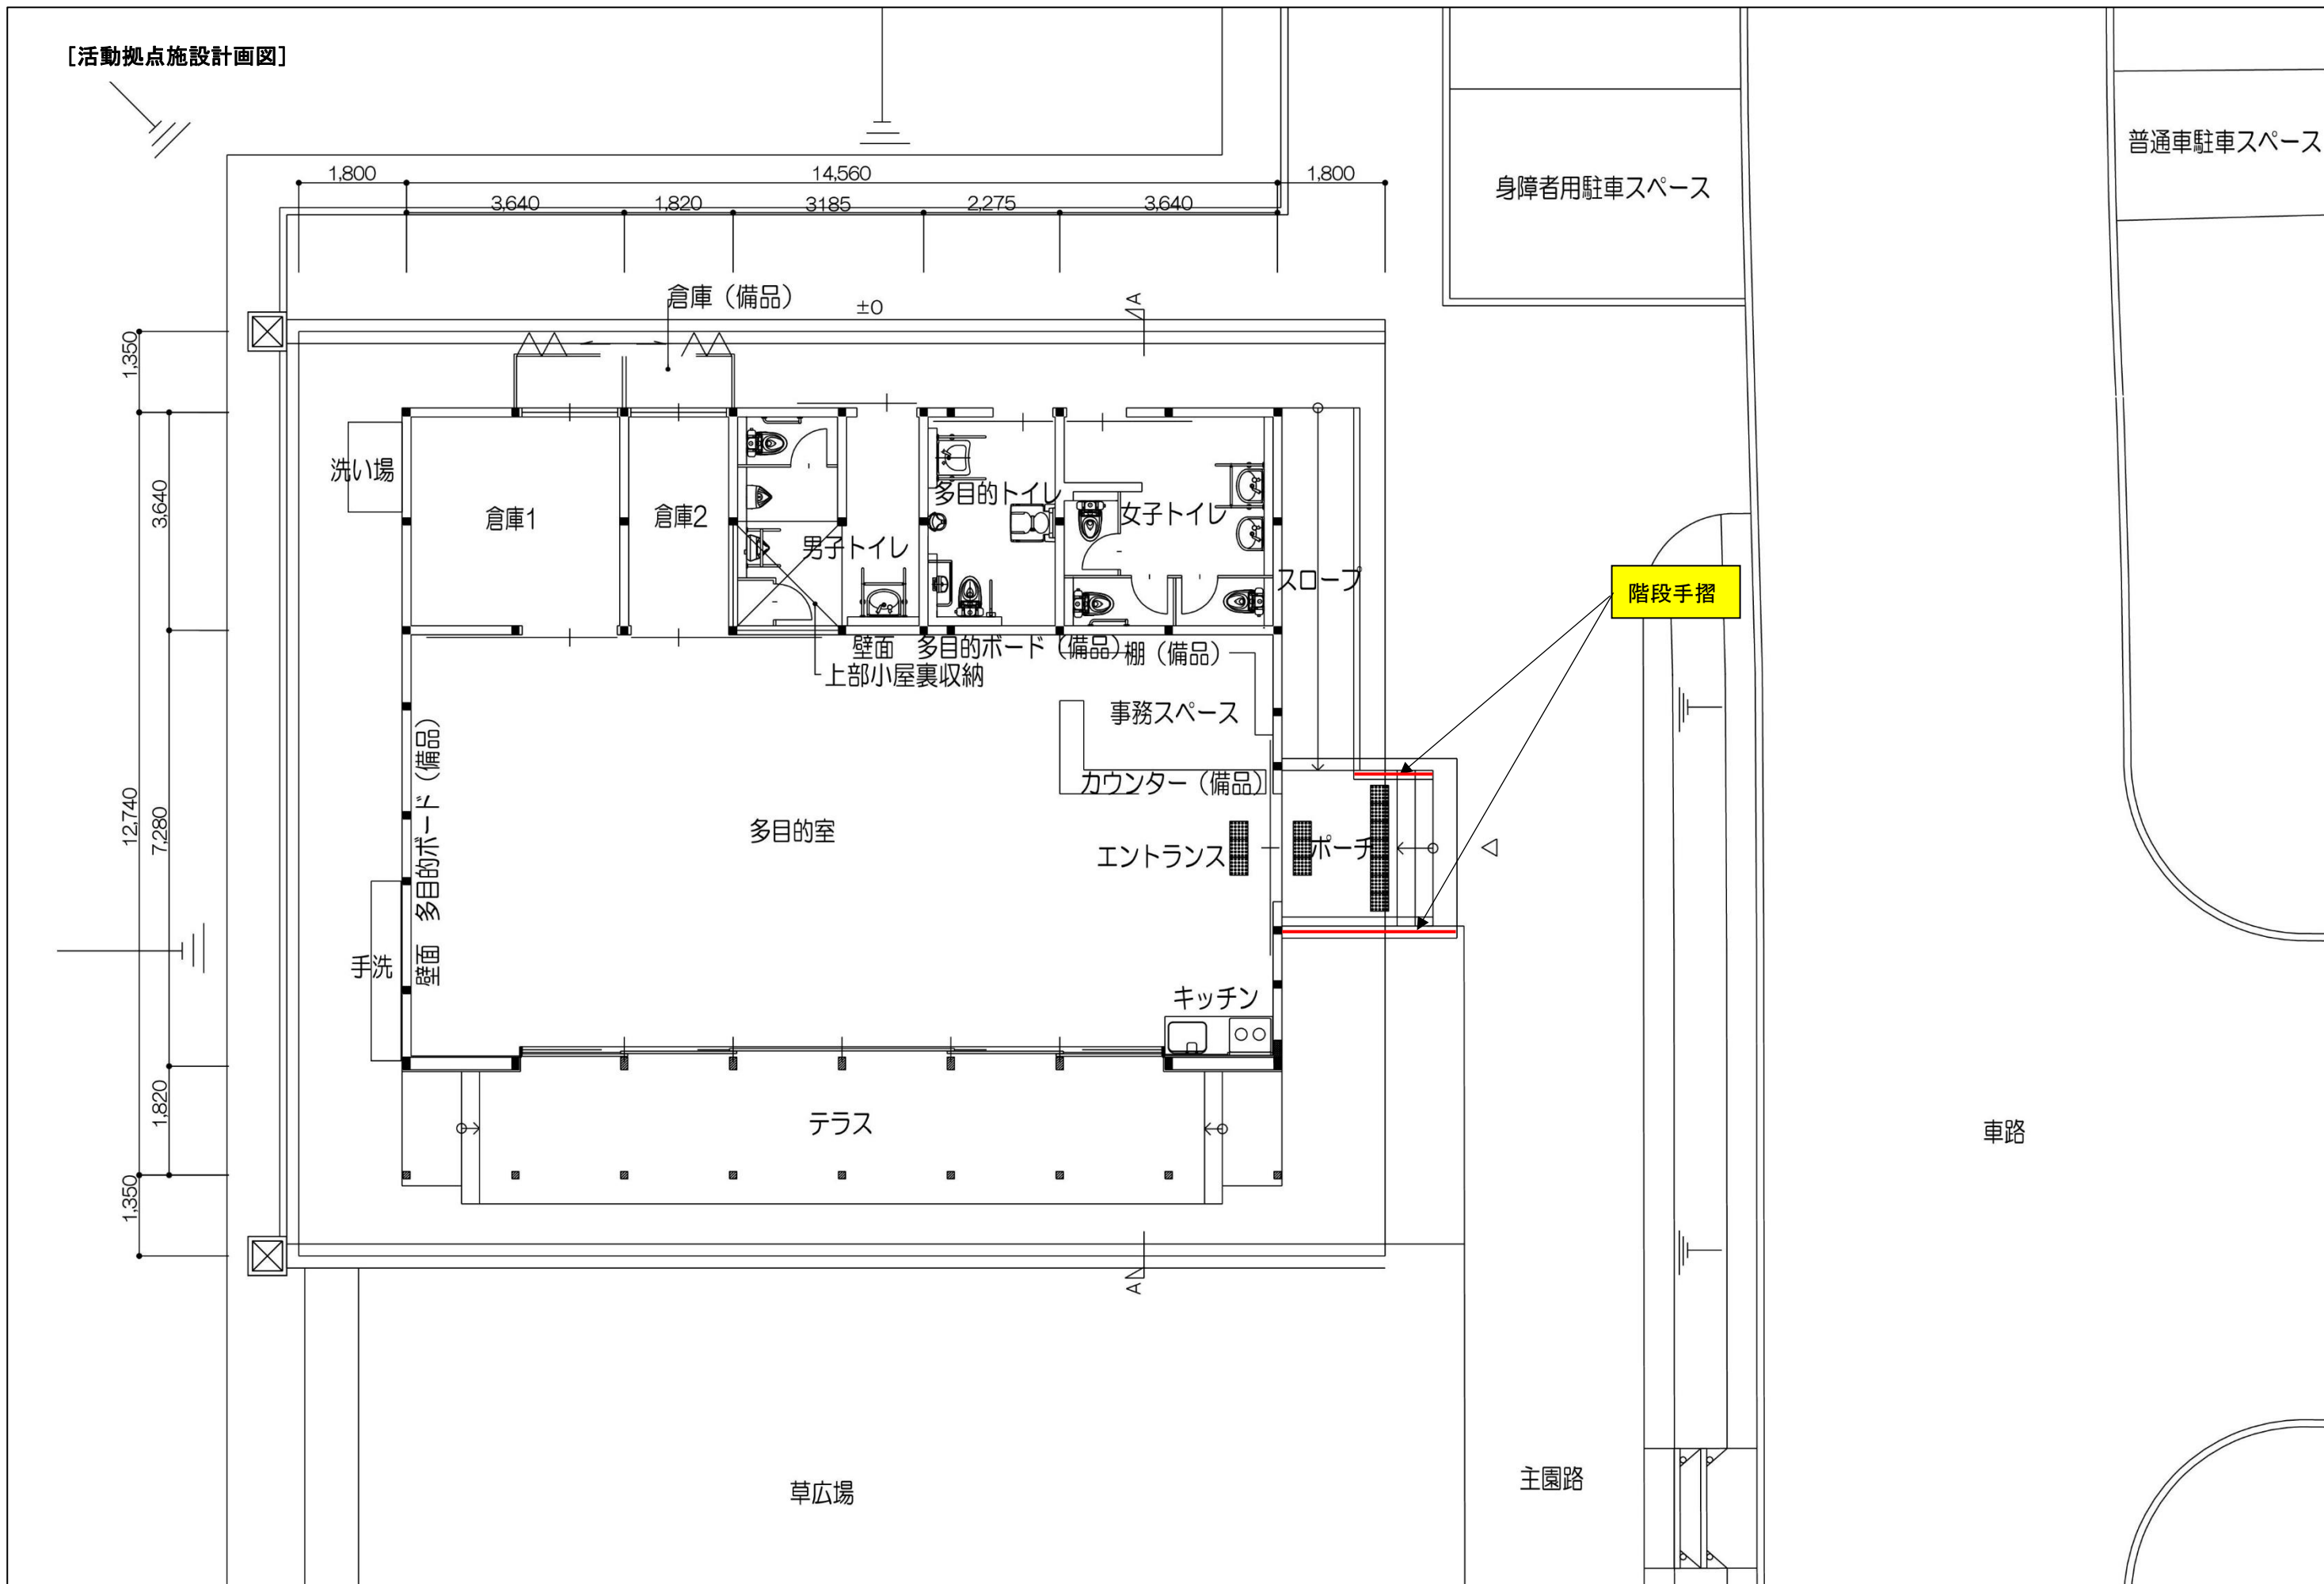 [活動拠点施設計画図]
普通車駐車スペース
身障者用駐車スペース
1,800
14,560
1,800
3,640
1,820
3185
2,275
3,640
倉庫（備品）
±0
A
1,350
洗い場
3,640
倉庫1
倉庫2
多目的トイレ
女子トイレ
男子トイレ
スロープ
階段手摺
壁面　多目的ボード（備品）
棚（備品）
上部小屋裏収納
事務スペース
壁面　多目的ボード（備品）
カウンター（備品）
12,740
7,280
多目的室
エントランス
ポーチ
手洗
キッチン
1,820
テラス
車路
1,350
A
主園路
草広場